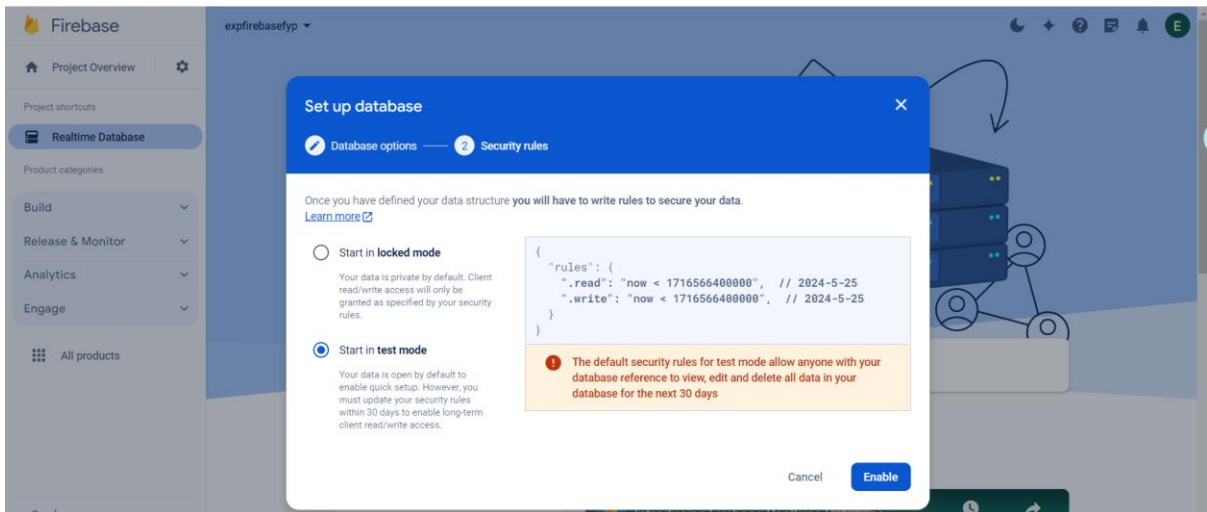 Firebase
expfirebasefyp
E
Project Overview
Project shortcuts
Realtime Database
Product categories
Build
Release & Monitor
Analytics
Engage
All products
Set up database
Database options
2 Security rules
Once you have defined your data structure you will have to write rules to secure your data.
Learn more
Start in locked mode
Your data is private by default. Client
read/write access will only be
granted as specified by your security
rules.
Start in test mode
Your data is open by default to
enable quick setup. However, you
must update your security rules
within 30 days to enable long-term
client read/write access.
{
"rules": {
".read": "now < 1716566400000", // 2024-5-25
".write": "now < 1716566400000", // 2024-5-25
}
}
The default security rules for test mode allow anyone with your
database reference to view, edit and delete all data in your
database for the next 30 days
Cancel
Enable